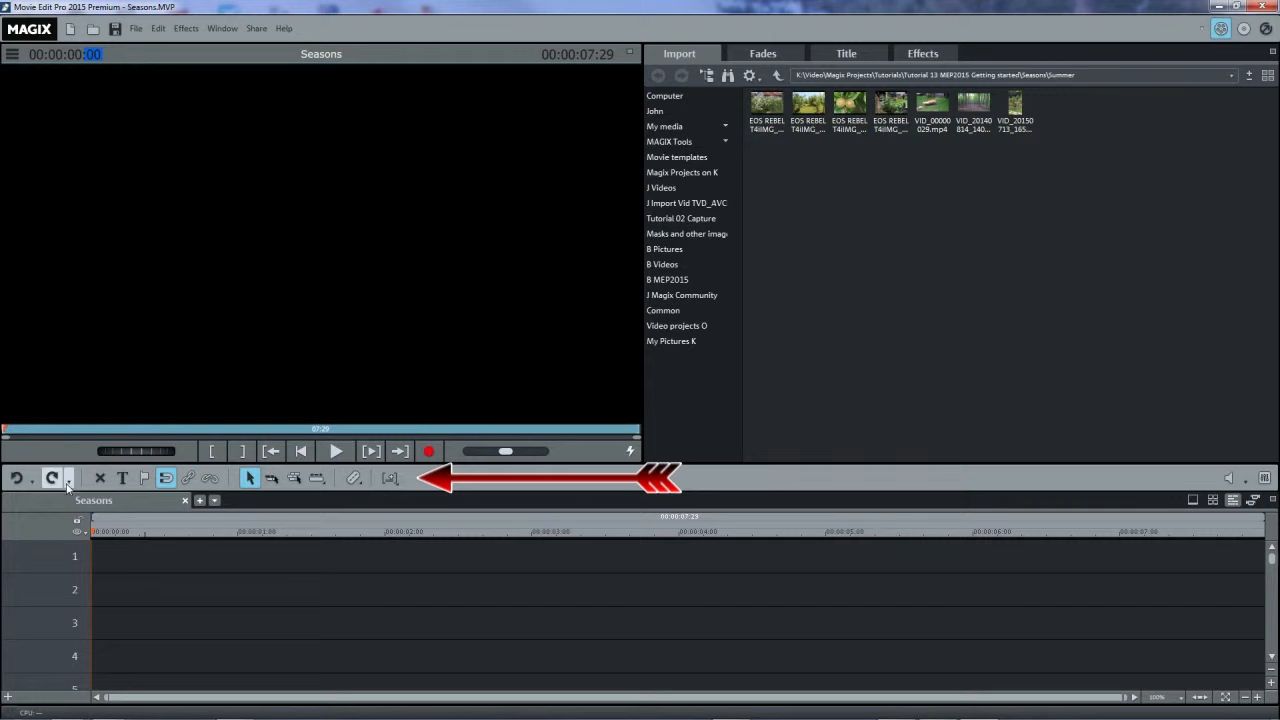 Movie Edit Pro 2015 Premium - Seasons.MVP
MAGIX File Edit Effects Window Share Help
00:00:00:00 Seasons 00:00:07:29
Import Fades Title Effects
K:\Video\Magix Projects\Tutorials\Tutorial 13 MEP2015 Getting started\Seasons\Summer
Computer
John
My media
MAGIX Tools
Movie templates
Magix Projects on K
J Videos
J Import Vid TVD_AVC
Tutorial 02 Capture
Masks and other imag
B Pictures
B Videos
B MEP2015
J Magix Community
Common
Video projects O
My Pictures K
EOS REBEL EOS REBEL EOS REBEL EOS REBEL VID_00000 VID_20140 VID_20150
T4iIMG_... T4iIMG_... T4iIMG_... T4iIMG_... 029.mp4 814_140... 713_165...
07:29
Seasons
00:00:07:29
00:00:00:00 00:00:01:00 00:00:02:00 00:00:03:00 00:00:04:00 00:00:05:00 00:00:06:00 00:00:07:00
1
2
3
4
5
100%
CPU: —